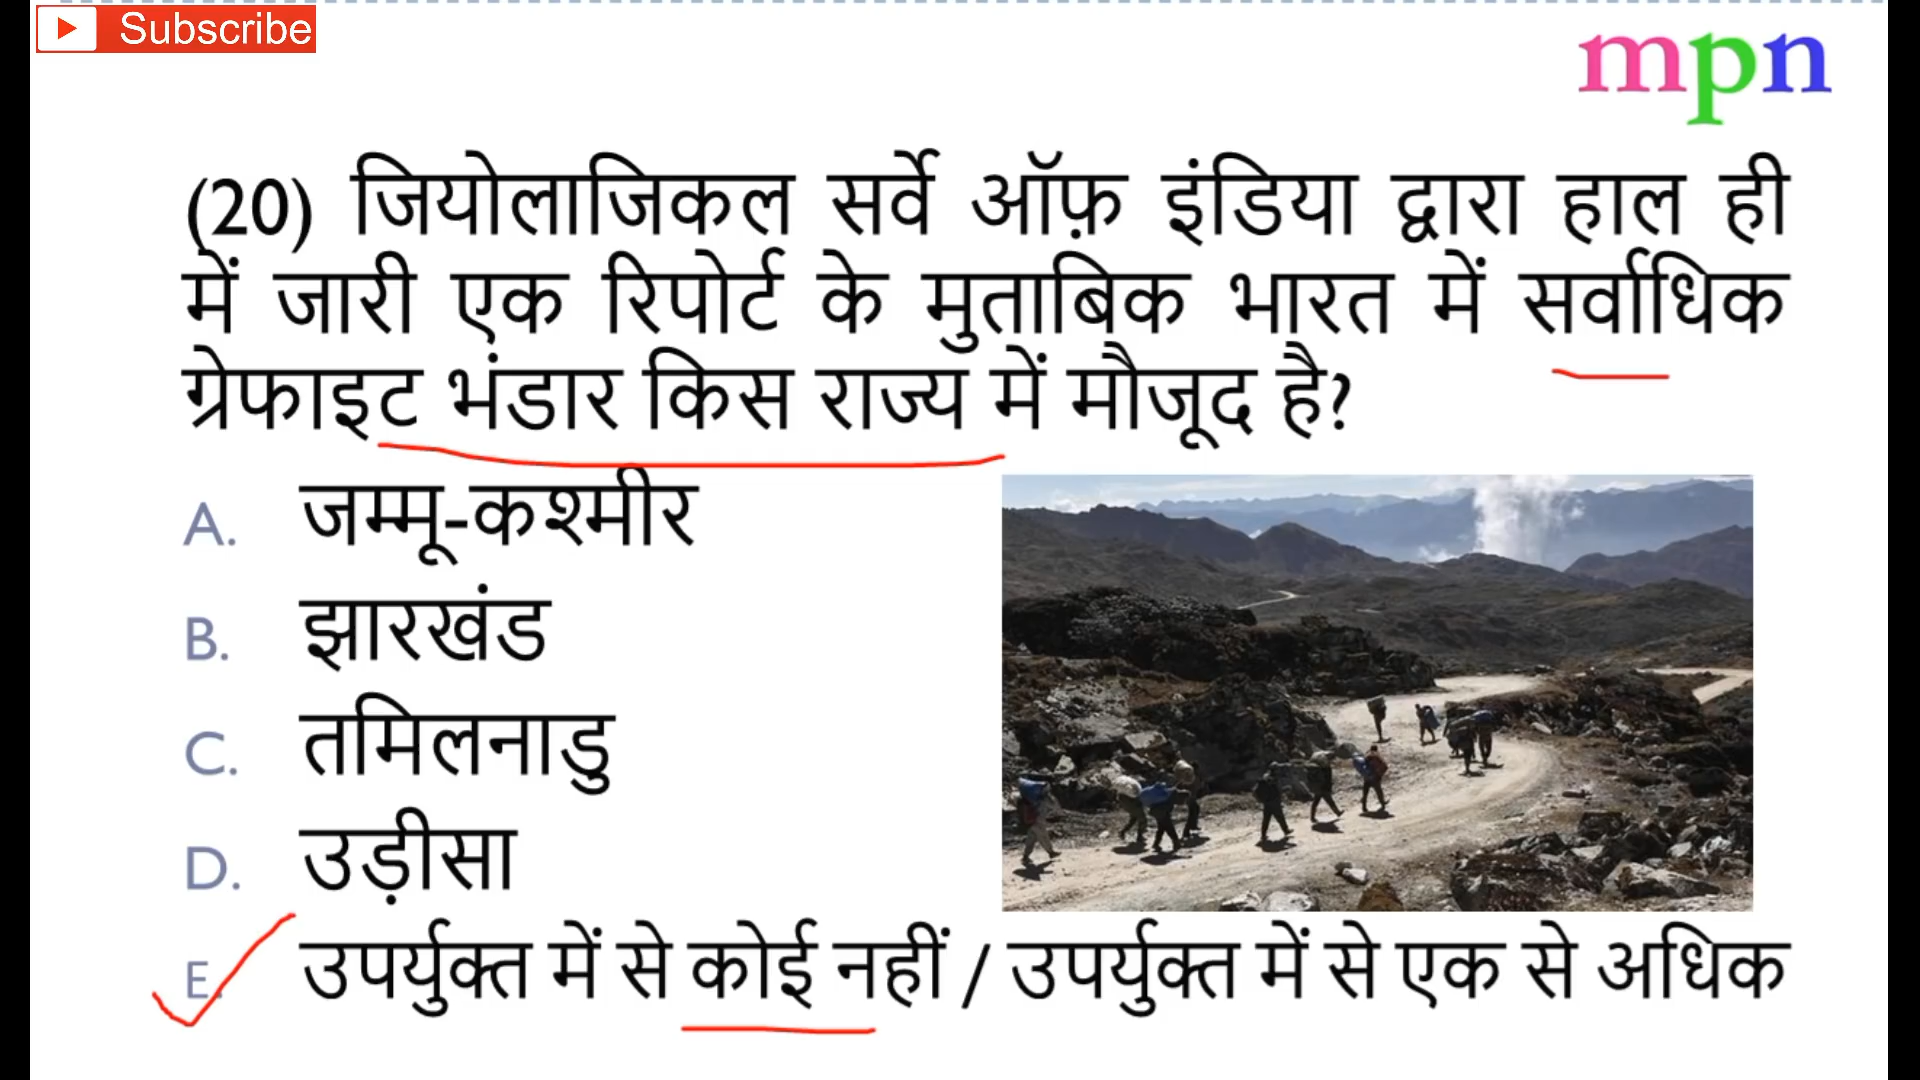 Subscribe
mpn
(20) जियोलाजिकल सर्वे ऑफ़ इंडिया द्वारा हाल ही
में जारी एक रिपोर्ट के मुताबिक भारत में सर्वाधिक
ग्रेफाइट भंडार किस राज्य में मौजूद है?
A. जम्मू-कश्मीर
B. झारखंड
C. तमिलनाडु
D. उड़ीसा
E. उपर्युक्त में से कोई नहीं / उपर्युक्त में से एक से अधिक